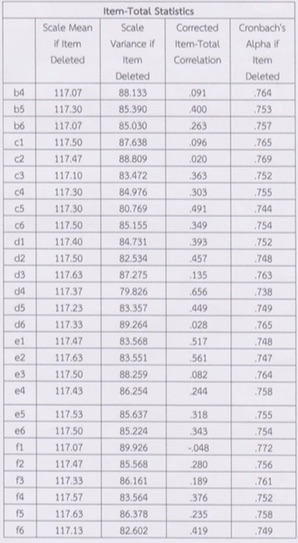 Item-Total Statistics
Scale Mean if Item Deleted Scale Variance if Item Deleted Corrected Item-Total Correlation Cronbach's Alpha if Item Deleted
b4 117.07 88.133 .091 .764
b5 117.30 85.390 .400 .753
b6 117.07 85.030 .263 .757
c1 117.50 87.638 .096 .765
c2 117.47 88.809 .020 .769
c3 117.10 83.472 .363 .752
c4 117.30 84.976 .303 .755
c5 117.30 80.769 .491 .744
c6 117.50 85.155 .349 .754
d1 117.40 84.731 .393 .752
d2 117.50 82.534 .457 .748
d3 117.63 87.275 .135 .763
d4 117.37 79.826 .656 .738
d5 117.23 83.357 .449 .749
d6 117.33 89.264 .028 .765
e1 117.47 83.568 .517 .748
e2 117.63 83.551 .561 .747
e3 117.50 88.259 .082 .764
e4 117.43 86.254 .244 .758
e5 117.53 85.637 .318 .755
e6 117.50 85.224 .343 .754
f1 117.07 89.926 -.048 .772
f2 117.47 85.568 .280 .756
f3 117.33 86.161 .189 .761
f4 117.57 83.564 .376 .752
f5 117.63 86.378 .235 .758
f6 117.13 82.602 .419 .749